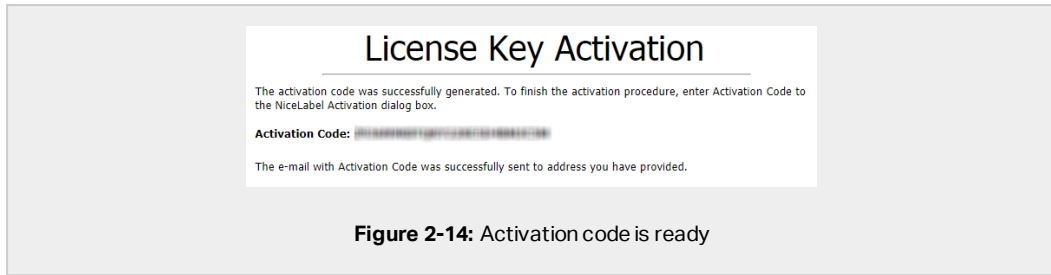 License Key Activation
The activation code was successfully generated. To finish the activation procedure, enter Activation Code to
the NiceLabel Activation dialog box.
Activation Code:
The e-mail with Activation Code was successfully sent to address you have provided.
Figure 2-14: Activation code is ready